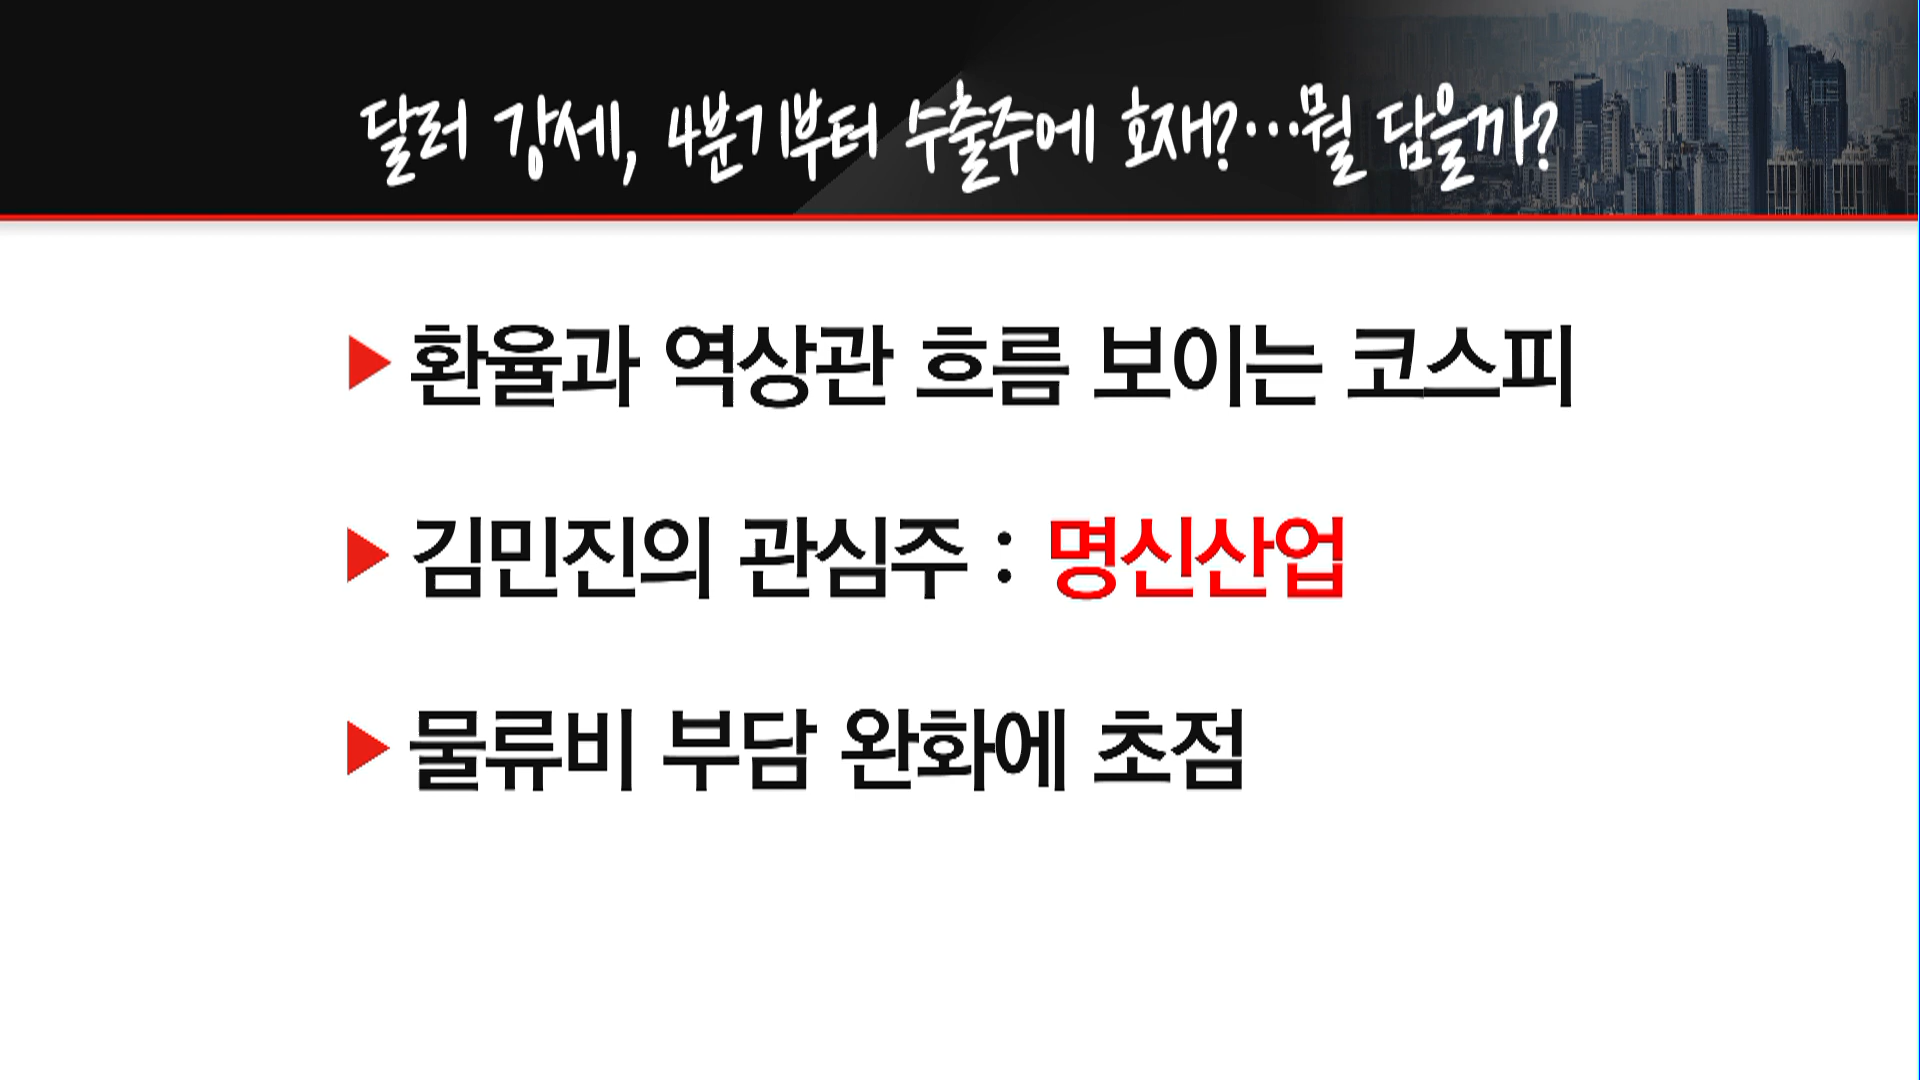 달러 강세, 4분기부터 수출주에 호재?…뭘 담을까?
▶ 환율과 역상관 흐름 보이는 코스피
▶ 김민진의 관심주 : 명신산업
▶ 물류비 부담 완화에 초점